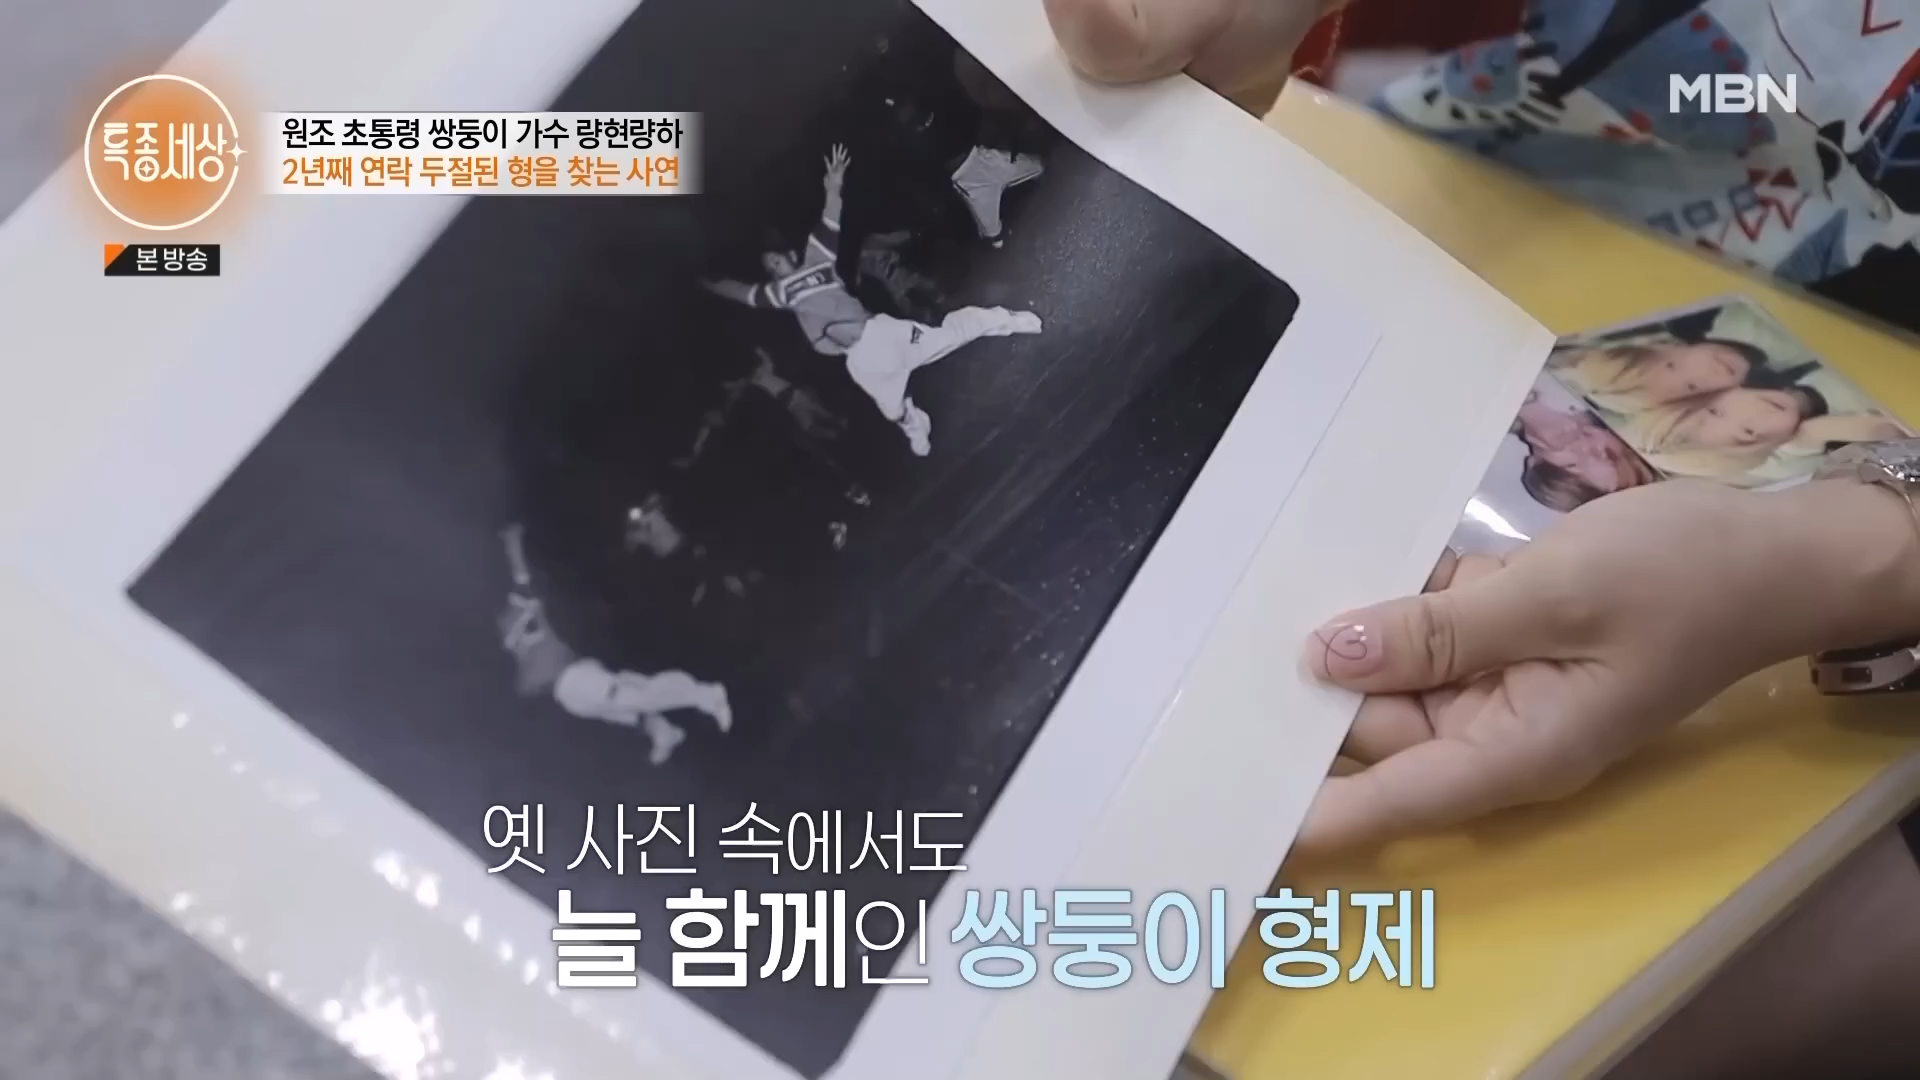 특종세상
원조 초통령 쌍둥이 가수 량현량하
2년째 연락 두절된 형을 찾는 사연
본 방송
MBN
옛 사진 속에서도
늘 함께인 쌍둥이 형제